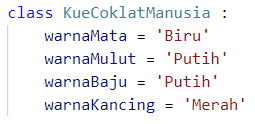 class KueCoklatManusia :
    warnaMata = 'Biru'
    warnaMulut = 'Putih'
    warnaBaju = 'Putih'
    warnaKancing = 'Merah'